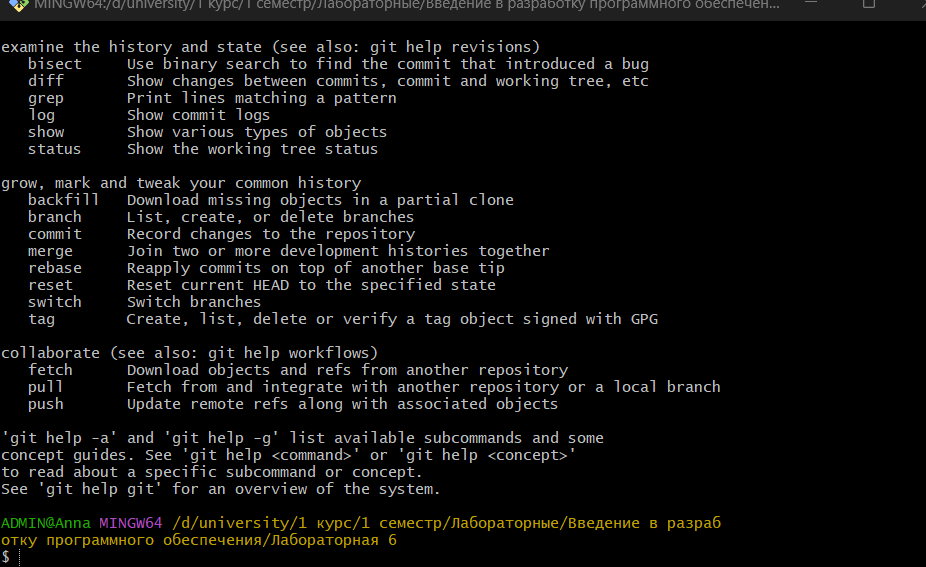 MINGW64:/d/university/1 курс/1 семестр/Лабораторные/Введение в разработку программного обеспечен...
examine the history and state (see also: git help revisions)
bisect Use binary search to find the commit that introduced a bug
diff Show changes between commits, commit and working tree, etc
grep Print lines matching a pattern
log Show commit logs
show Show various types of objects
status Show the working tree status
grow, mark and tweak your common history
backfill Download missing objects in a partial clone
branch List, create, or delete branches
commit Record changes to the repository
merge Join two or more development histories together
rebase Reapply commits on top of another base tip
reset Reset current HEAD to the specified state
switch Switch branches
tag Create, list, delete or verify a tag object signed with GPG
collaborate (see also: git help workflows)
fetch Download objects and refs from another repository
pull Fetch from and integrate with another repository or a local branch
push Update remote refs along with associated objects
'git help -a' and 'git help -g' list available subcommands and some
concept guides. See 'git help <command>' or 'git help <concept>'
to read about a specific subcommand or concept.
See 'git help git' for an overview of the system.
ADMIN@Anna MINGW64 /d/university/1 курс/1 семестр/Лабораторные/Введение в разраб
отку программного обеспечения/Лабораторная 6
$